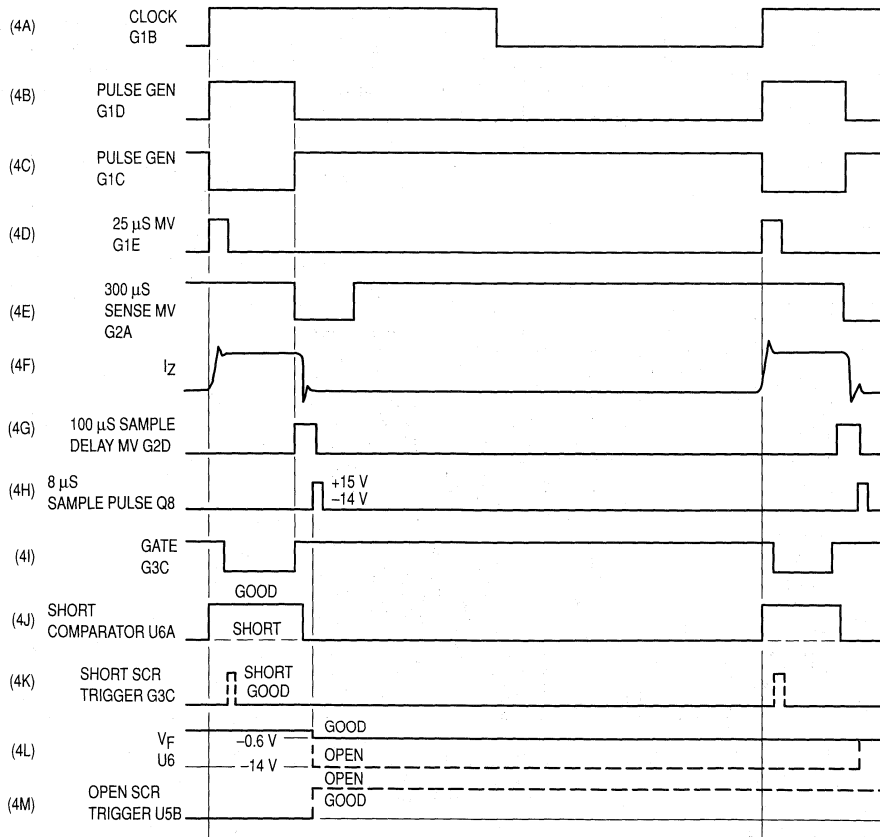 (4A) CLOCK
G1B
(4B) PULSE GEN
G1D
(4C) PULSE GEN
G1C
(4D) 25 μS MV
G1E
(4E) 300 μS
SENSE MV
G2A
(4F) IZ
(4G) 100 μS SAMPLE
DELAY MV G2D
(4H) 8 μS
SAMPLE PULSE Q8
+15 V
–14 V
(4I) GATE
G3C
(4J) SHORT
COMPARATOR U6A
GOOD
SHORT
(4K) SHORT SCR
TRIGGER G3C
SHORT
GOOD
(4L) VF
U6
–0.6 V
–14 V
GOOD
OPEN
(4M) OPEN SCR
TRIGGER U5B
OPEN
GOOD